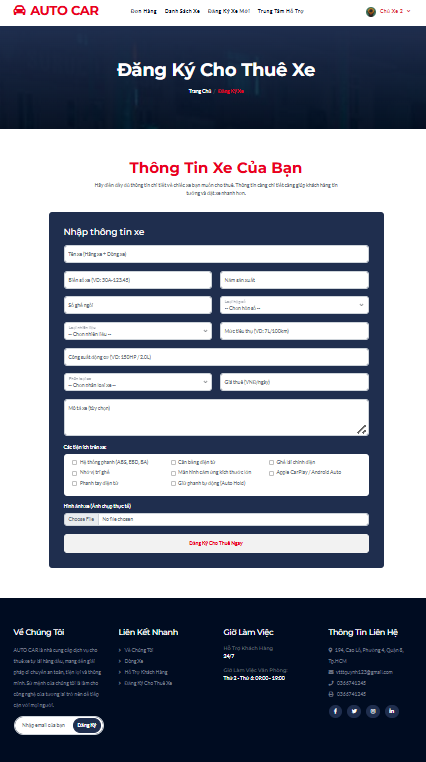 AUTO CAR
Đơn Hàng Danh Sách Xe Đăng Ký Xe Mới Trung Tâm Hỗ Trợ
Chủ Xe 2
Đăng Ký Cho Thuê Xe
Trang Chủ / Đăng Ký Xe
Thông Tin Xe Của Bạn
Hãy điền đầy đủ thông tin chi tiết về chiếc xe bạn muốn cho thuê. Thông tin càng chi tiết càng giúp khách hàng tin
tưởng và đặt xe nhanh hơn.
Nhập thông tin xe
Tên xe (Hãng xe + Dòng xe)
Biển số xe (VD: 30A-123.45) Năm sản xuất
Số ghế ngồi
Loại hộp số
-- Chọn hộp số --
Loại nhiên liệu
-- Chọn nhiên liệu --
Mức tiêu thụ (VD: 7L/100km)
Công suất động cơ (VD: 150HP / 2.0L)
Phân loại xe
-- Chọn phân loại xe --
Giá thuê (VNĐ/ngày)
Mô tả xe (tùy chọn)
Các tiện ích trên xe:
Hệ thống phanh (ABS, EBD, BA) Cân bằng điện tử Ghế lái chỉnh điện
Nhớ vị trí ghế Màn hình cảm ứng kích thước lớn Apple CarPlay / Android Auto
Phanh tay điện tử Giữ phanh tự động (Auto Hold)
Hình ảnh xe (Ảnh chụp thực tế)
Choose File No file chosen
Đăng Ký Cho Thuê Ngay
Về Chúng Tôi
AUTO CAR là nhà cung cấp dịch vụ cho
thuê xe tự lái hàng đầu, mang đến giải
pháp di chuyển an toàn, tiện lợi và thông
minh. Sứ mệnh của chúng tôi là làm cho
công nghệ của tương lai trở nên dễ tiếp
cận với mọi người.
Nhập email của bạn Đăng Ký
Liên Kết Nhanh
Về Chúng Tôi
Dòng Xe
Hỗ Trợ Khách Hàng
Đăng Ký Cho Thuê Xe
Giờ Làm Việc
Hỗ Trợ Khách Hàng
24/7
Giờ Làm Việc Văn Phòng:
Thứ 2 - Thứ 6: 09:00 - 19:00
Thông Tin Liên Hệ
194, Cao Lỗ, Phường 4, Quận 8,
Tp.HCM
0366741345
0366741345